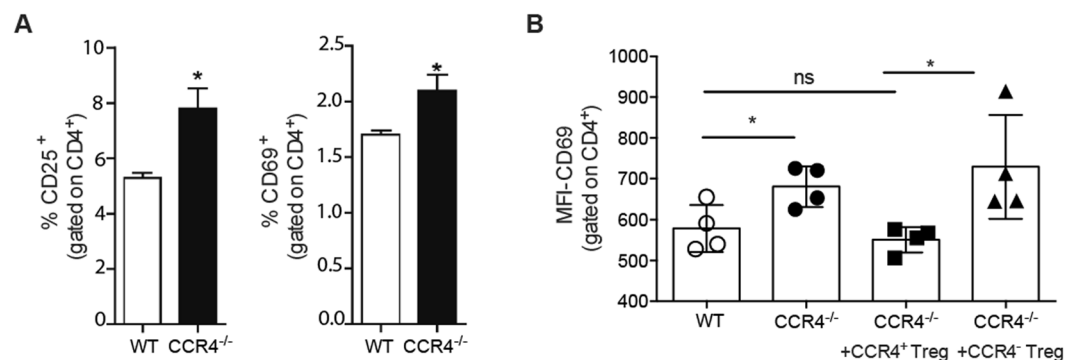 A
% CD25⁺
(gated on CD4⁺)
10
8
6
4
2
0
*
WT
CCR4⁻/⁻
% CD69⁺
(gated on CD4⁺)
2.5
2.0
1.5
1.0
0.5
0.0
*
WT
CCR4⁻/⁻
B
MFI-CD69
(gated on CD4⁺)
1000
900
800
700
600
500
400
*
ns
*
WT
CCR4⁻/⁻
CCR4⁻/⁻
+CCR4⁺ Treg
CCR4⁻/⁻
+CCR4⁻ Treg